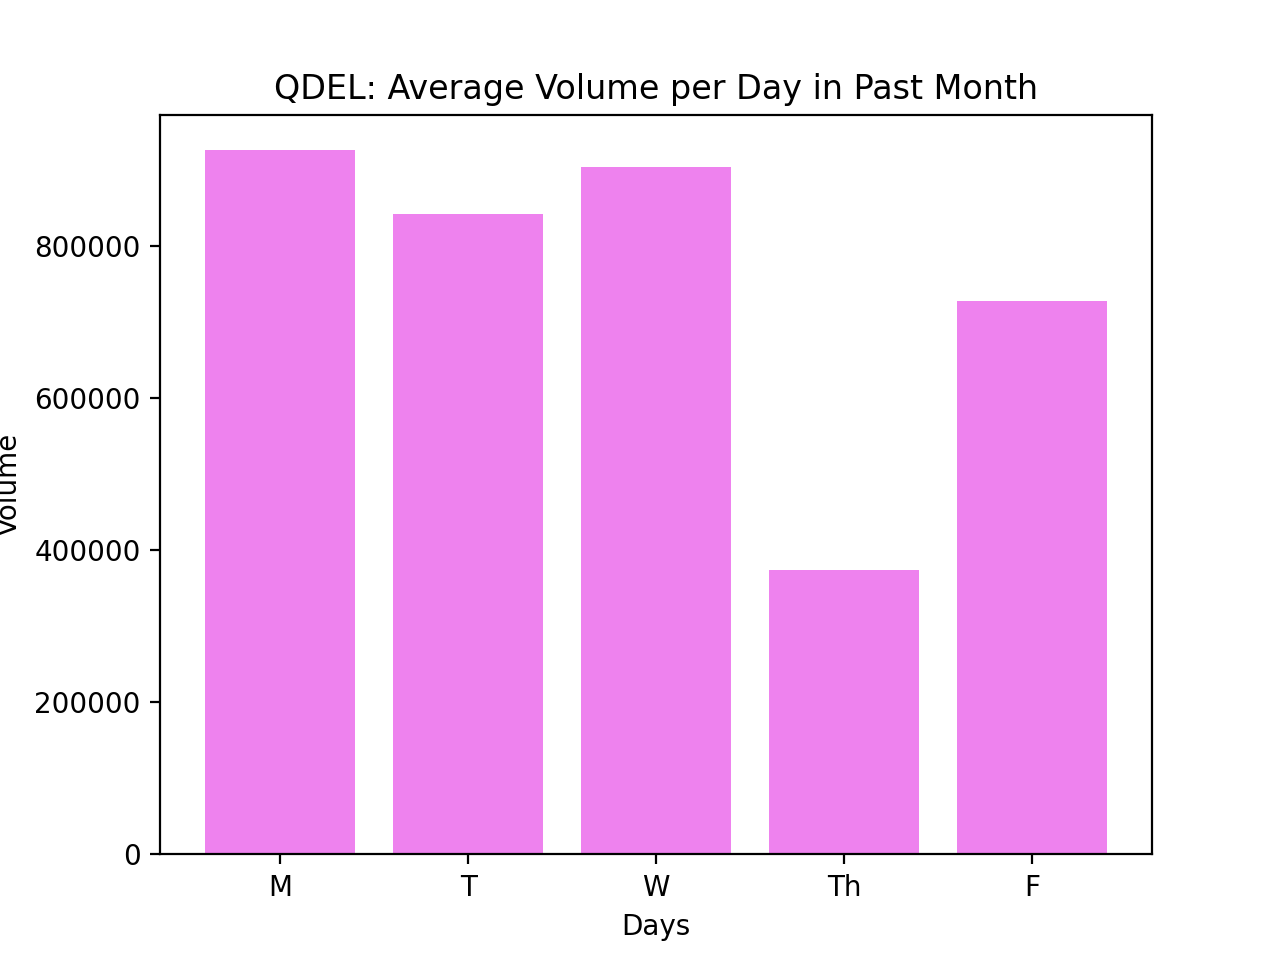 QDEL: Average Volume per Day in Past Month
Volume
800000
600000
400000
200000
0
M T W Th F
Days